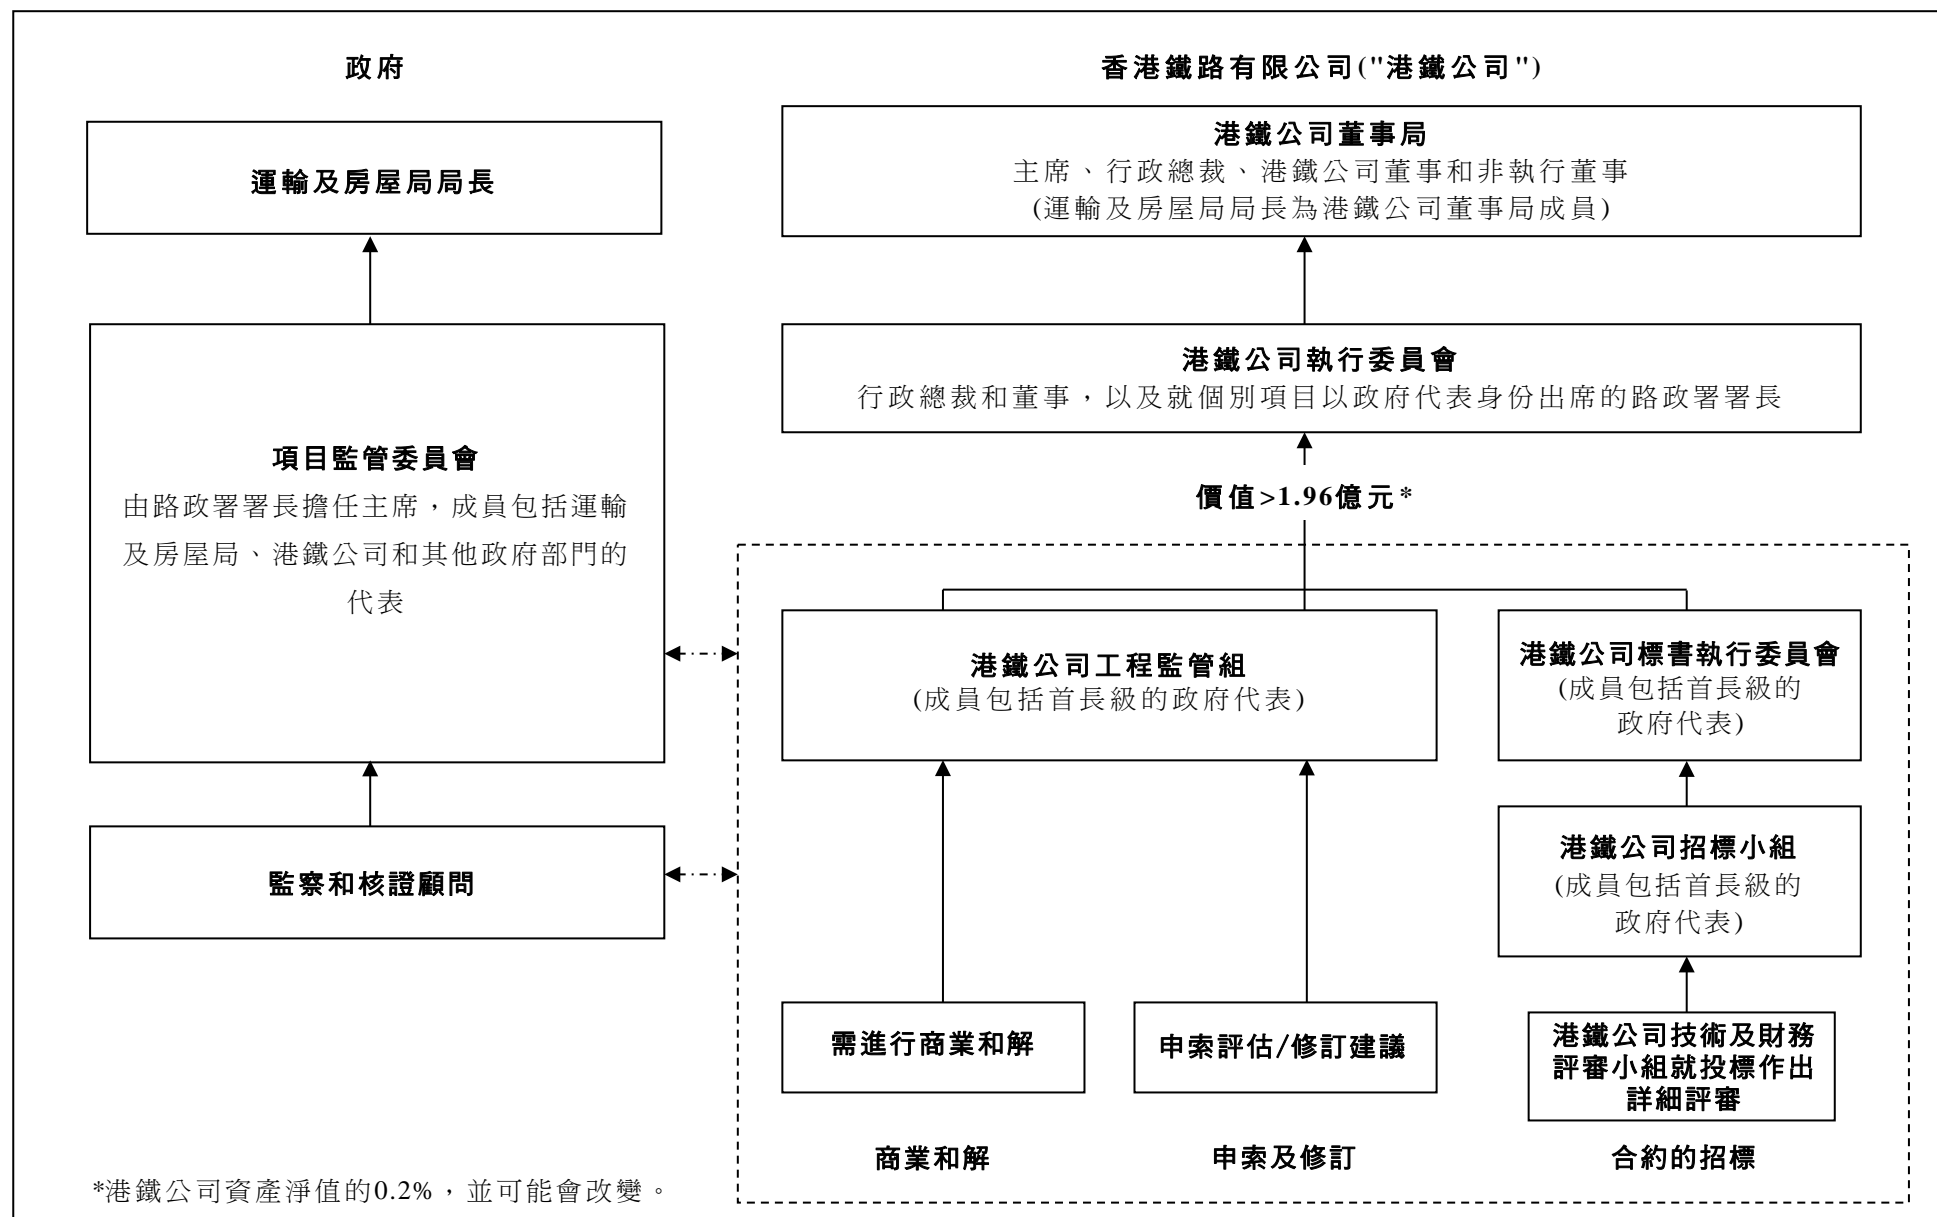 政府
運輸及房屋局局長
項目監管委員會
由路政署署長擔任主席，成員包括運輸
及房屋局、港鐵公司和其他政府部門的
代表
監察和核證顧問
香港鐵路有限公司("港鐵公司")
港鐵公司董事局
主席、行政總裁、港鐵公司董事和非執行董事
(運輸及房屋局局長為港鐵公司董事局成員)
港鐵公司執行委員會
行政總裁和董事，以及就個別項目以政府代表身份出席的路政署署長
價值>1.96億元*
港鐵公司工程監管組
(成員包括首長級的政府代表)
港鐵公司標書執行委員會
(成員包括首長級的
政府代表)
港鐵公司招標小組
(成員包括首長級的
政府代表)
需進行商業和解
申索評估/修訂建議
港鐵公司技術及財務
評審小組就投標作出
詳細評審
商業和解
申索及修訂
合約的招標
*港鐵公司資產淨值的0.2%，並可能會改變。